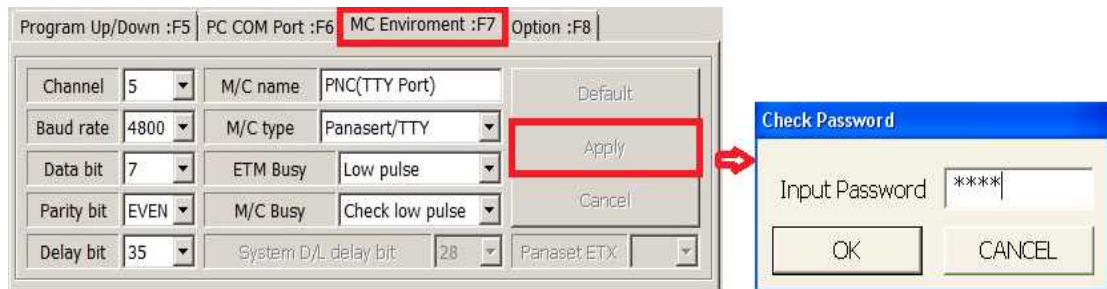 Program Up/Down :F5 PC COM Port :F6 MC Enviroment :F7 Option :F8
Channel 5 M/C name PNC(TTY Port) Default
Baud rate 4800 M/C type Panasert/TTY Apply
Data bit 7 ETM Busy Low pulse
Parity bit EVEN M/C Busy Check low pulse Cancel
Delay bit 35 System D/L delay bit 28 Panaset ETX
Check Password
Input Password ****
OK CANCEL